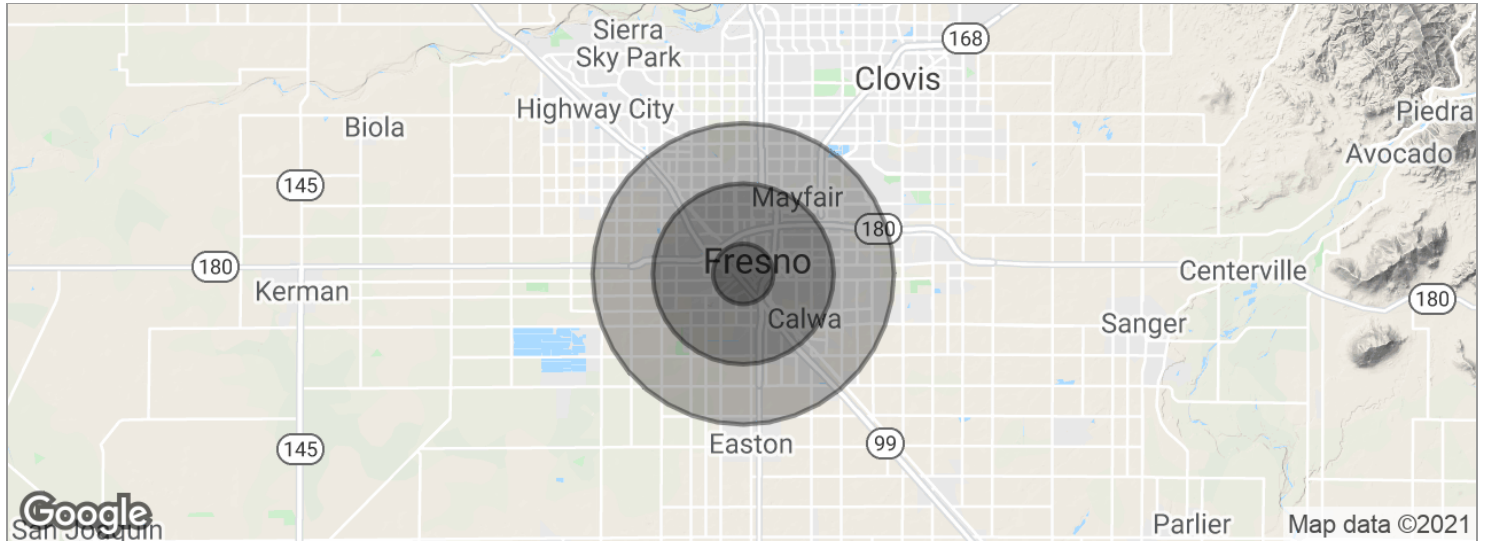 Sierra
Sky Park
168
Clovis
Highway City
Piedra
Biola
Avocado
145
Mayfair
180
Fresno
180
Centerville
Kerman
180
Calwa
Sanger
Easton
99
145
Google
San Joaquin
Parlier
Map data ©2021